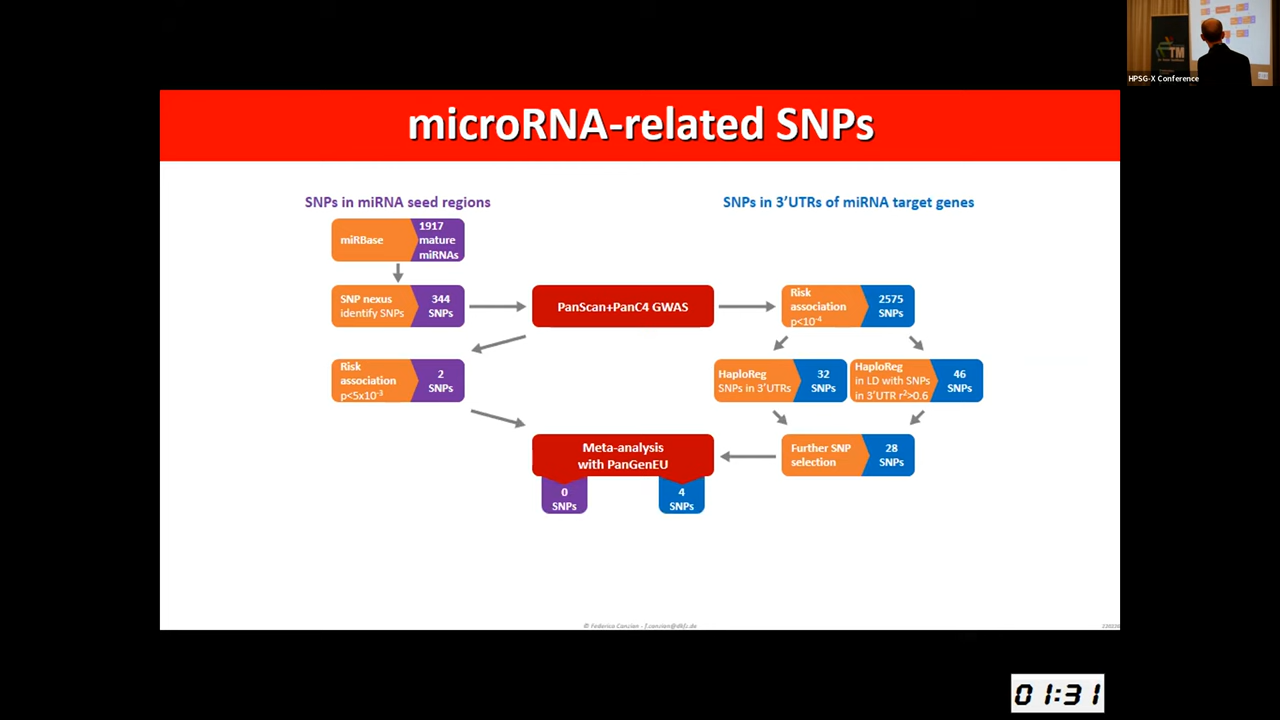 HPSG-X Conference
TM
microRNA-related SNPs
SNPs in miRNA seed regions
SNPs in 3'UTRs of miRNA target genes
miRBase
1917
mature
miRNAs
SNP nexus
identify SNPs
344
SNPs
PanScan+PanC4 GWAS
Risk
association
p<10⁻⁴
2575
SNPs
Risk
association
p<5x10⁻³
2
SNPs
HaploReg
SNPs in 3'UTRs
32
SNPs
HaploReg
in LD with SNPs
in 3'UTR r²>0.6
46
SNPs
Meta-analysis
with PanGenEU
Further SNP
selection
28
SNPs
0
SNPs
4
SNPs
© Federico Canzian - f.canzian@dkfz.de
01:31